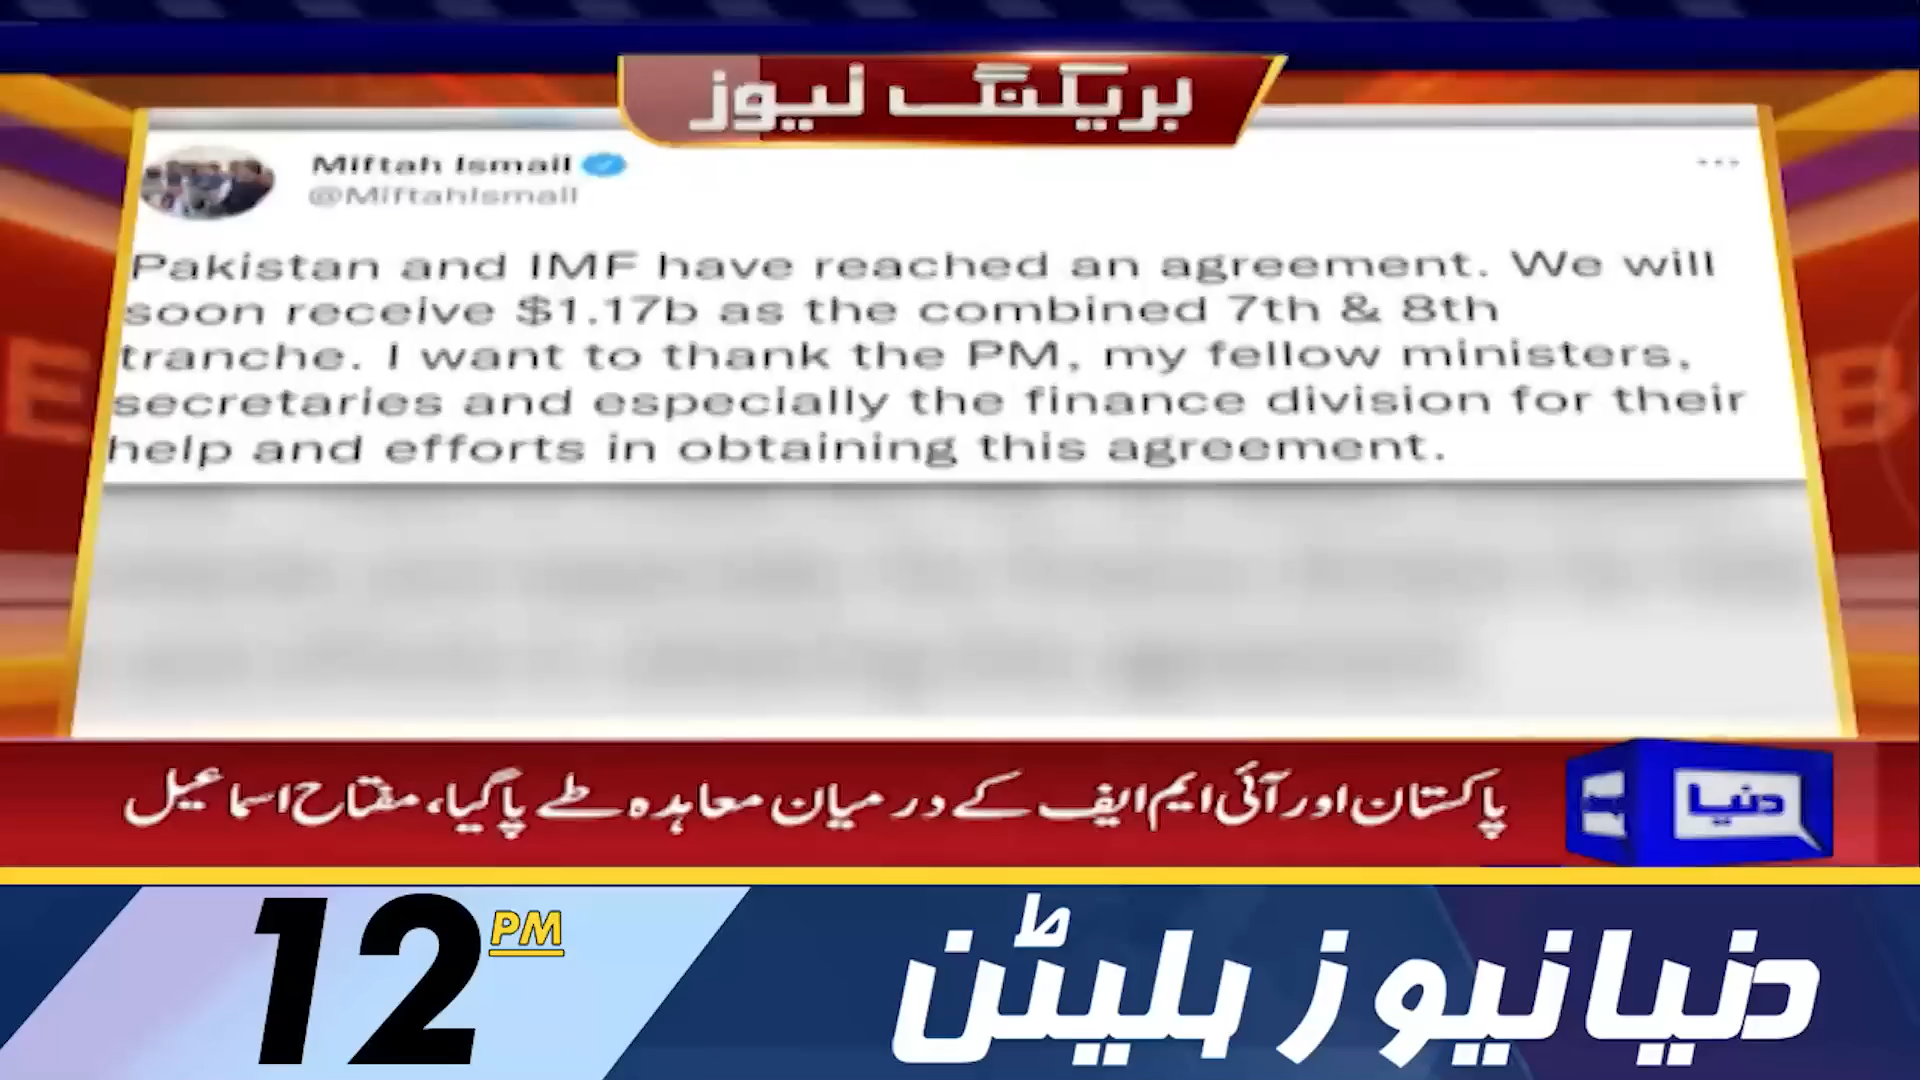 بریکنگ نیوز
Miftah Ismail
@MiftahIsmail
Pakistan and IMF have reached an agreement. We will
soon receive $1.17b as the combined 7th & 8th
tranche. I want to thank the PM, my fellow ministers,
secretaries and especially the finance division for their
help and efforts in obtaining this agreement.
پاکستان اور آئی ایم ایف کے درمیان معاہدہ طے پا گیا، مفتاح اسماعیل
دنیا
12 PM
دنیا نیوز بلیٹن